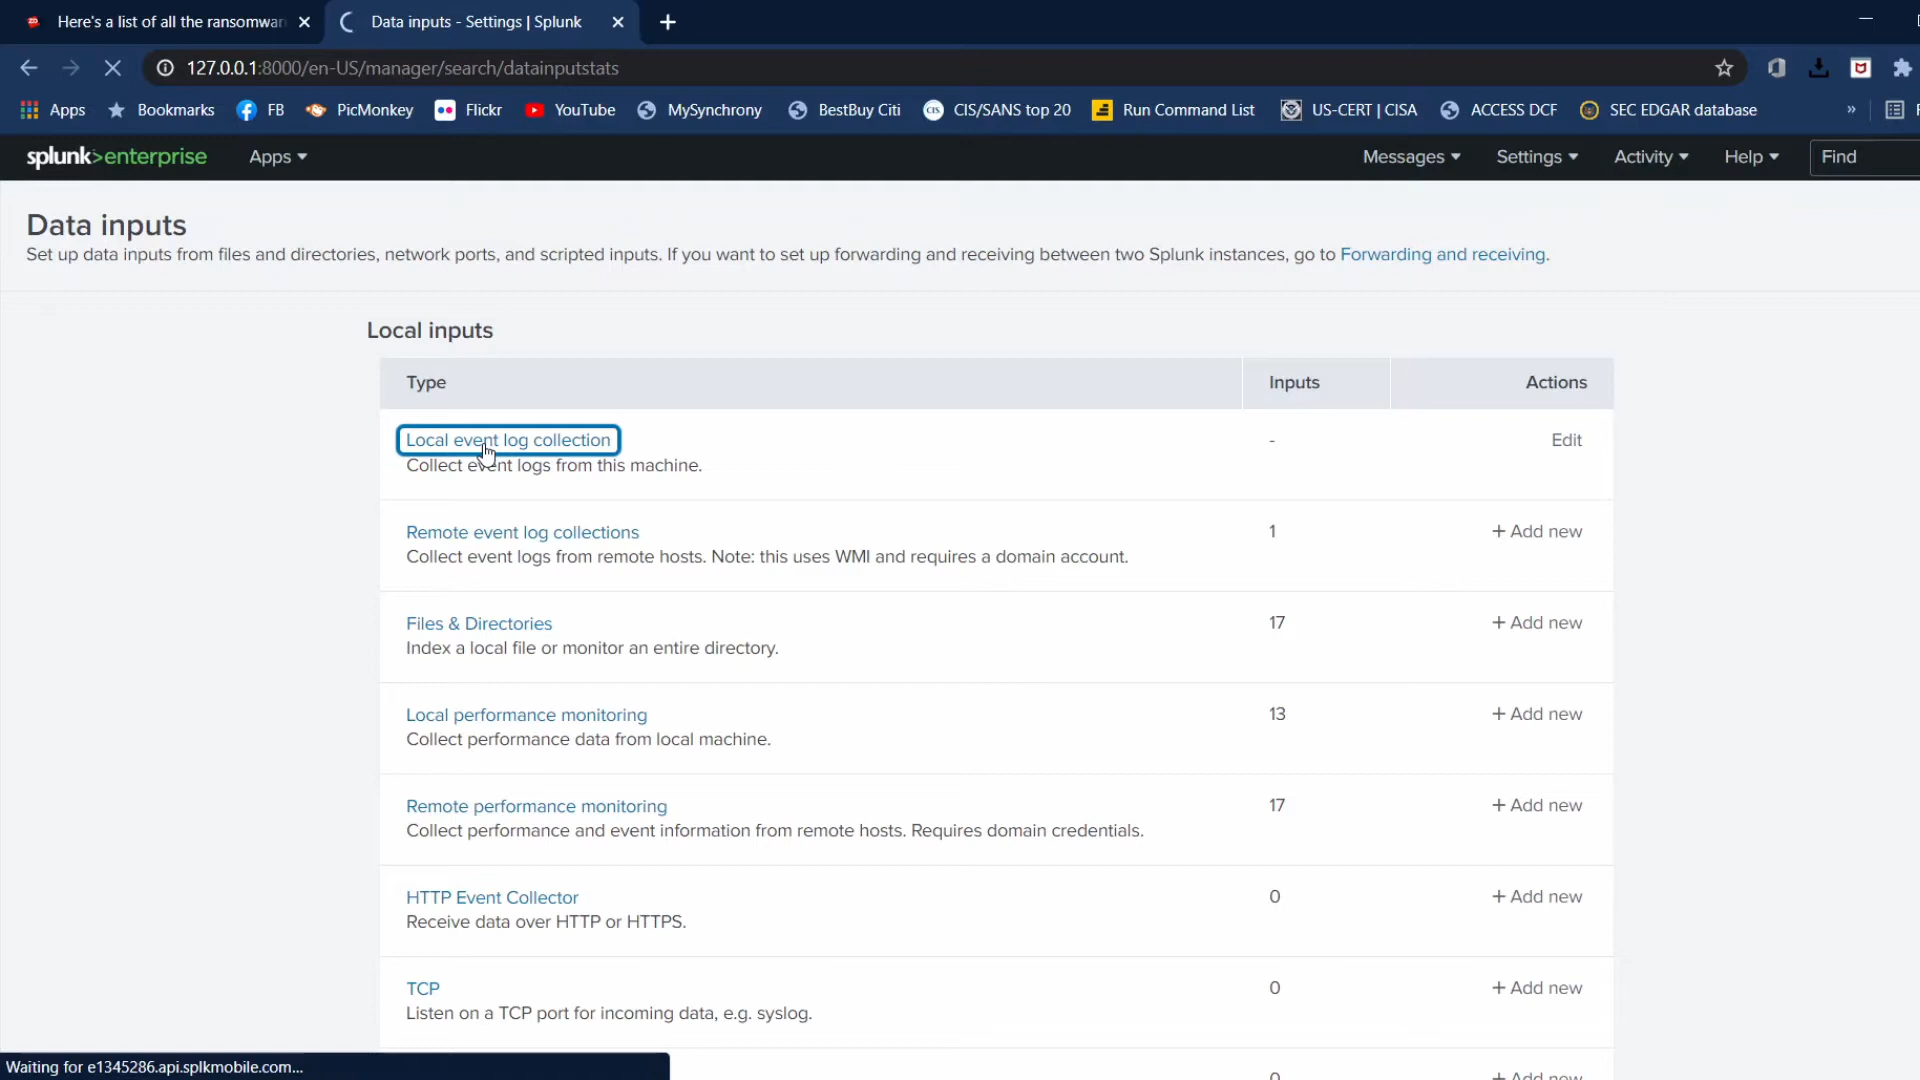 Here's a list of all the ransomwar
Data inputs - Settings | Splunk
127.0.0.1:8000/en-US/manager/search/datainputstats
Apps
Bookmarks
FB
PicMonkey
Flickr
YouTube
MySynchrony
BestBuy Citi
CIS/SANS top 20
Run Command List
US-CERT | CISA
ACCESS DCF
SEC EDGAR database
»
splunk>enterprise
Apps
Messages
Settings
Activity
Help
Find
Data inputs
Set up data inputs from files and directories, network ports, and scripted inputs. If you want to set up forwarding and receiving between two Splunk instances, go to Forwarding and receiving.
Local inputs
Type Inputs Actions
Local event log collection - Edit
Collect event logs from this machine.
Remote event log collections 1 + Add new
Collect event logs from remote hosts. Note: this uses WMI and requires a domain account.
Files & Directories 17 + Add new
Index a local file or monitor an entire directory.
Local performance monitoring 13 + Add new
Collect performance data from local machine.
Remote performance monitoring 17 + Add new
Collect performance and event information from remote hosts. Requires domain credentials.
HTTP Event Collector 0 + Add new
Receive data over HTTP or HTTPS.
TCP 0 + Add new
Listen on a TCP port for incoming data, e.g. syslog.
0 + Add new
Waiting for e1345286.api.splkmobile.com...